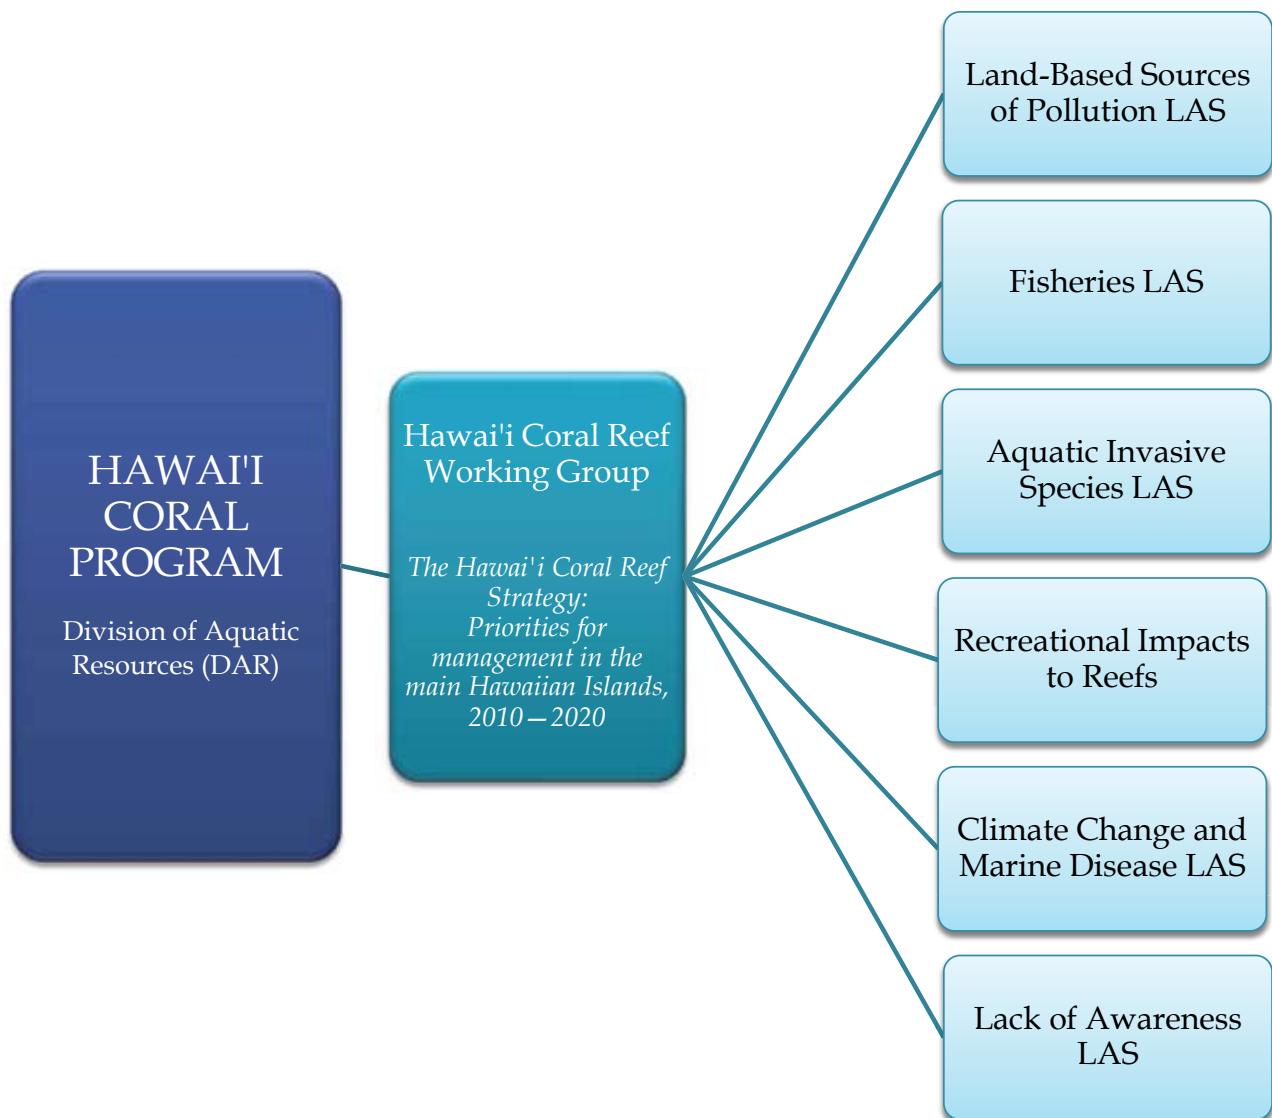 HAWAI'I
CORAL
PROGRAM
Division of Aquatic
Resources (DAR)
Hawai'i Coral Reef
Working Group
The Hawai'i Coral Reef
Strategy:
Priorities for
management in the
main Hawaiian Islands,
2010—2020
Land-Based Sources
of Pollution LAS
Fisheries LAS
Aquatic Invasive
Species LAS
Recreational Impacts
to Reefs
Climate Change and
Marine Disease LAS
Lack of Awareness
LAS